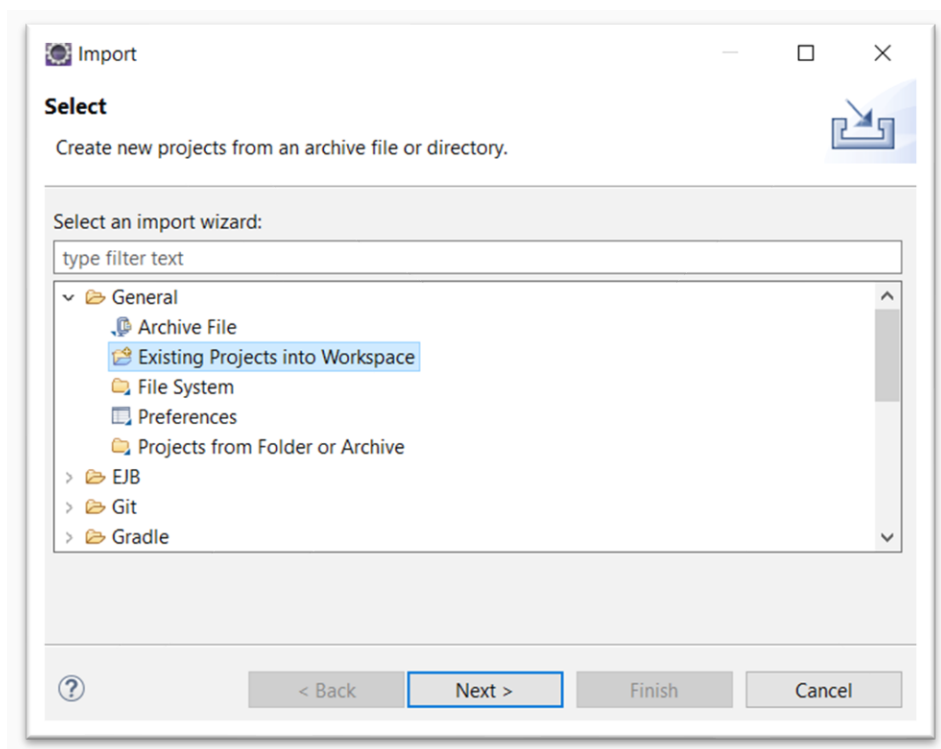 Import
Select
Create new projects from an archive file or directory.
Select an import wizard:
type filter text
General
Archive File
Existing Projects into Workspace
File System
Preferences
Projects from Folder or Archive
EJB
Git
Gradle
?
< Back
Next >
Finish
Cancel